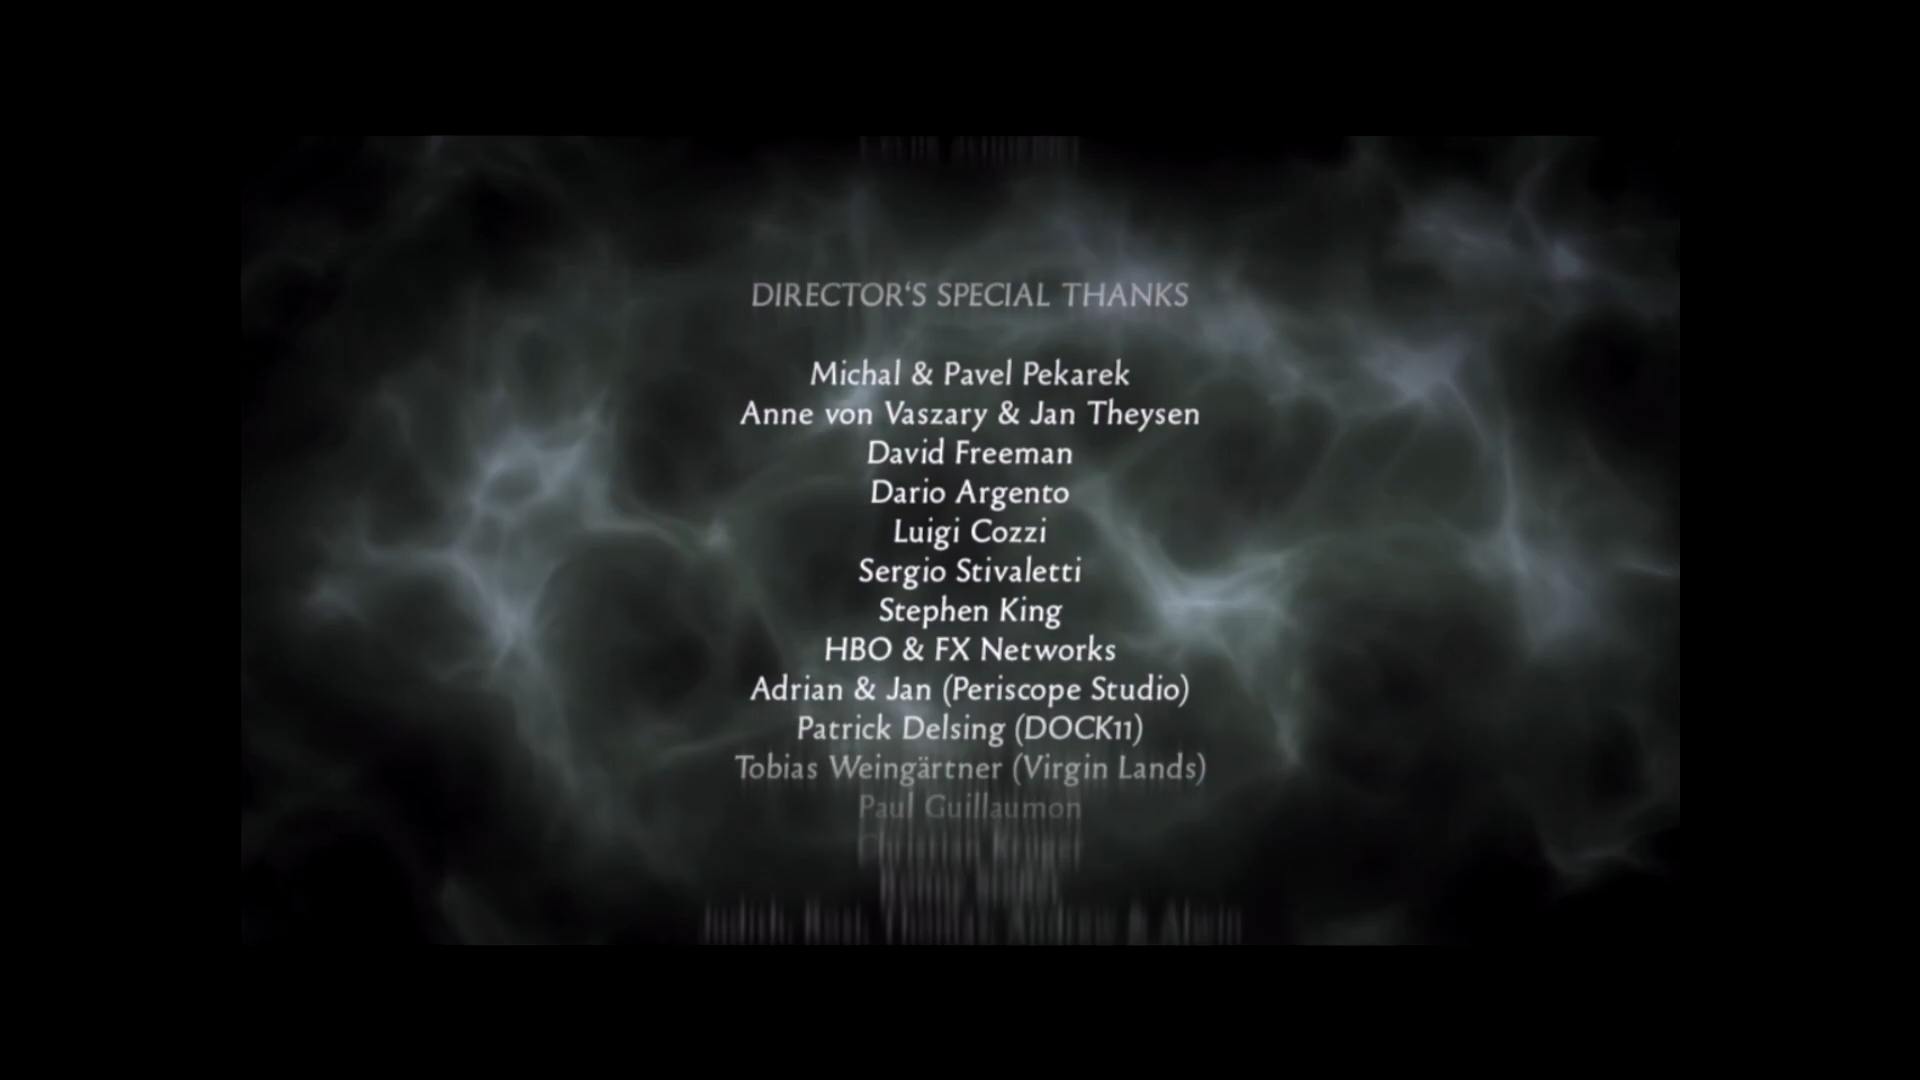 DIRECTOR‘S SPECIAL THANKS
Michal & Pavel Pekarek
Anne von Vaszary & Jan Theysen
David Freeman
Dario Argento
Luigi Cozzi
Sergio Stivaletti
Stephen King
HBO & FX Networks
Adrian & Jan (Periscope Studio)
Patrick Delsing (DOCK11)
Tobias Weingärtner (Virgin Lands)
Paul Guillaumon